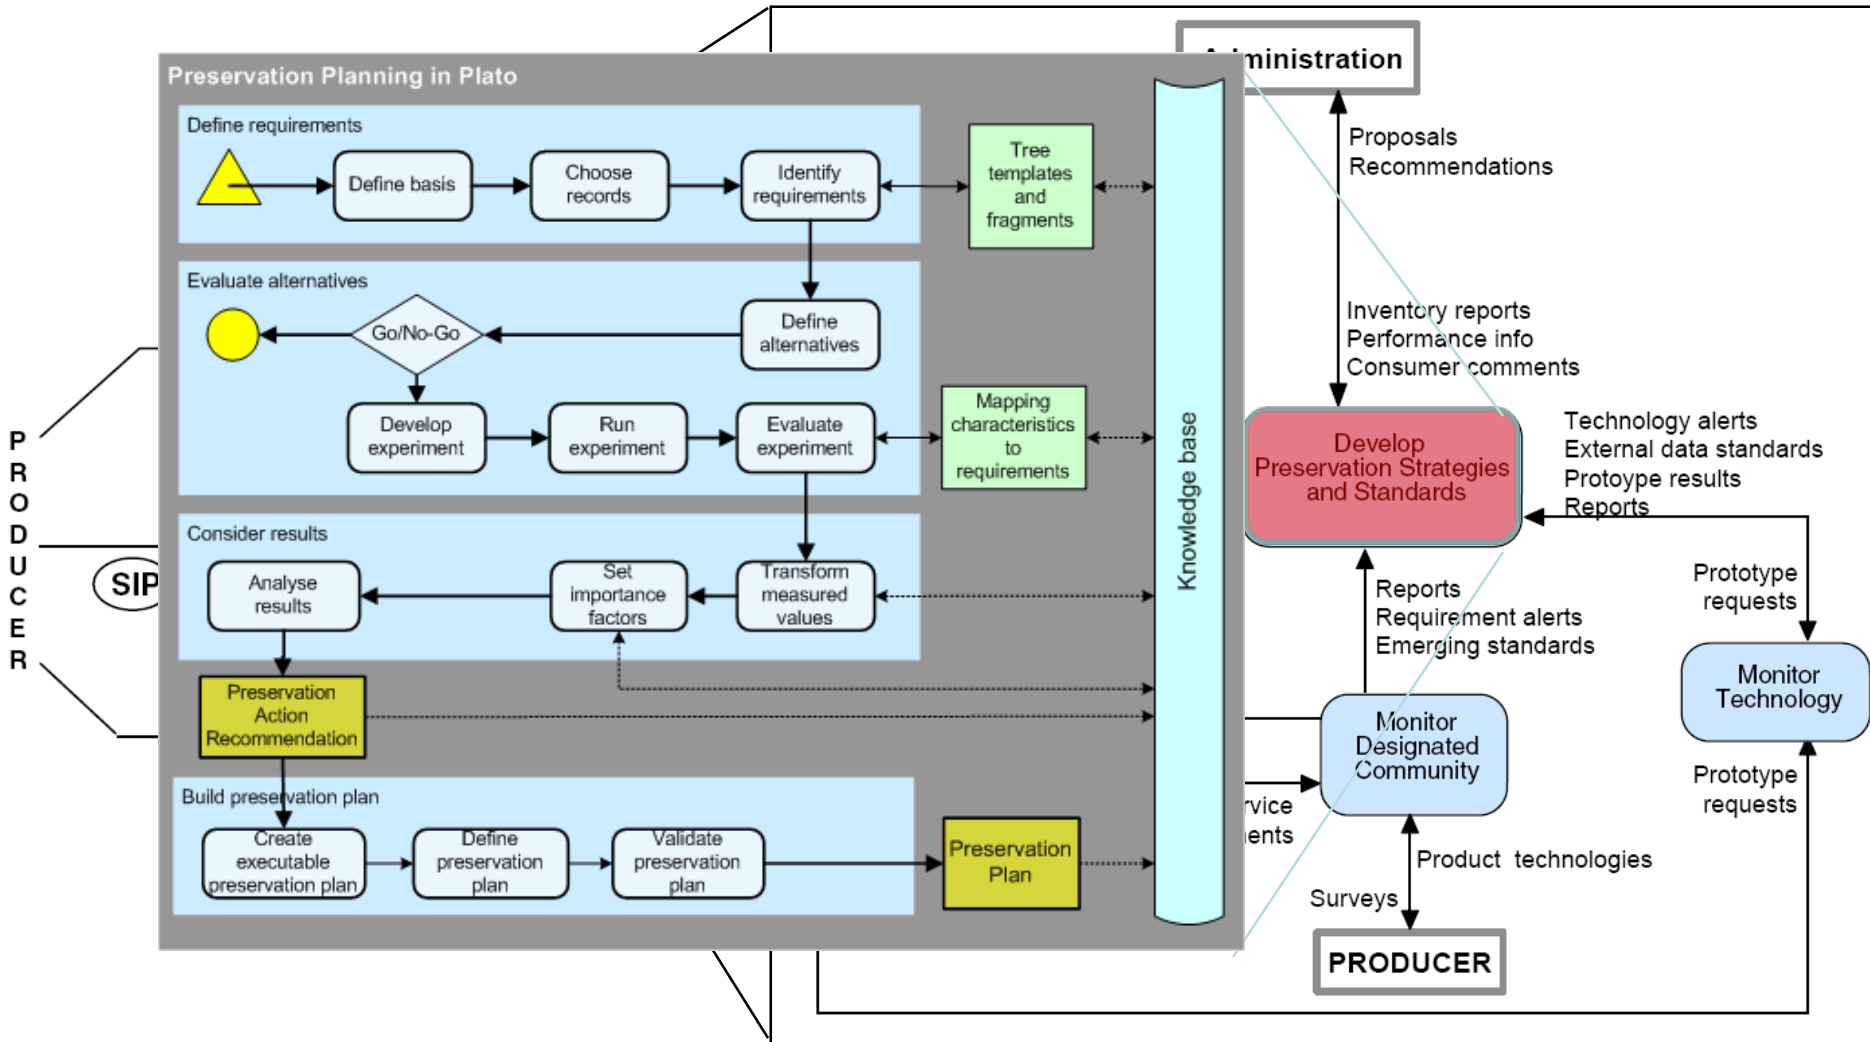 Preservation Planning in Plato
Define requirements
Define basis
Choose
records
Identify
requirements
Tree
templates
and
fragments
Evaluate alternatives
Go/No-Go
Define
alternatives
Develop
experiment
Run
experiment
Evaluate
experiment
Mapping
characteristics
to
requirements
Consider results
Analyse
results
Set
importance
factors
Transform
measured
values
Preservation
Action
Recommendation
Build preservation plan
Create
executable
preservation plan
Define
preservation
plan
Validate
preservation
plan
Preservation
Plan
Knowledge base
PRODUCER
SIP
ministration
Proposals
Recommendations
Inventory reports
Performance info
Consumer comments
Develop
Preservation Strategies
and Standards
Technology alerts
External data standards
Protoype results
Reports
Reports
Requirement alerts
Emerging standards
Prototype
requests
Monitor
Technology
Monitor
Designated
Community
Prototype
requests
rvice
ents
Product technologies
Surveys
PRODUCER